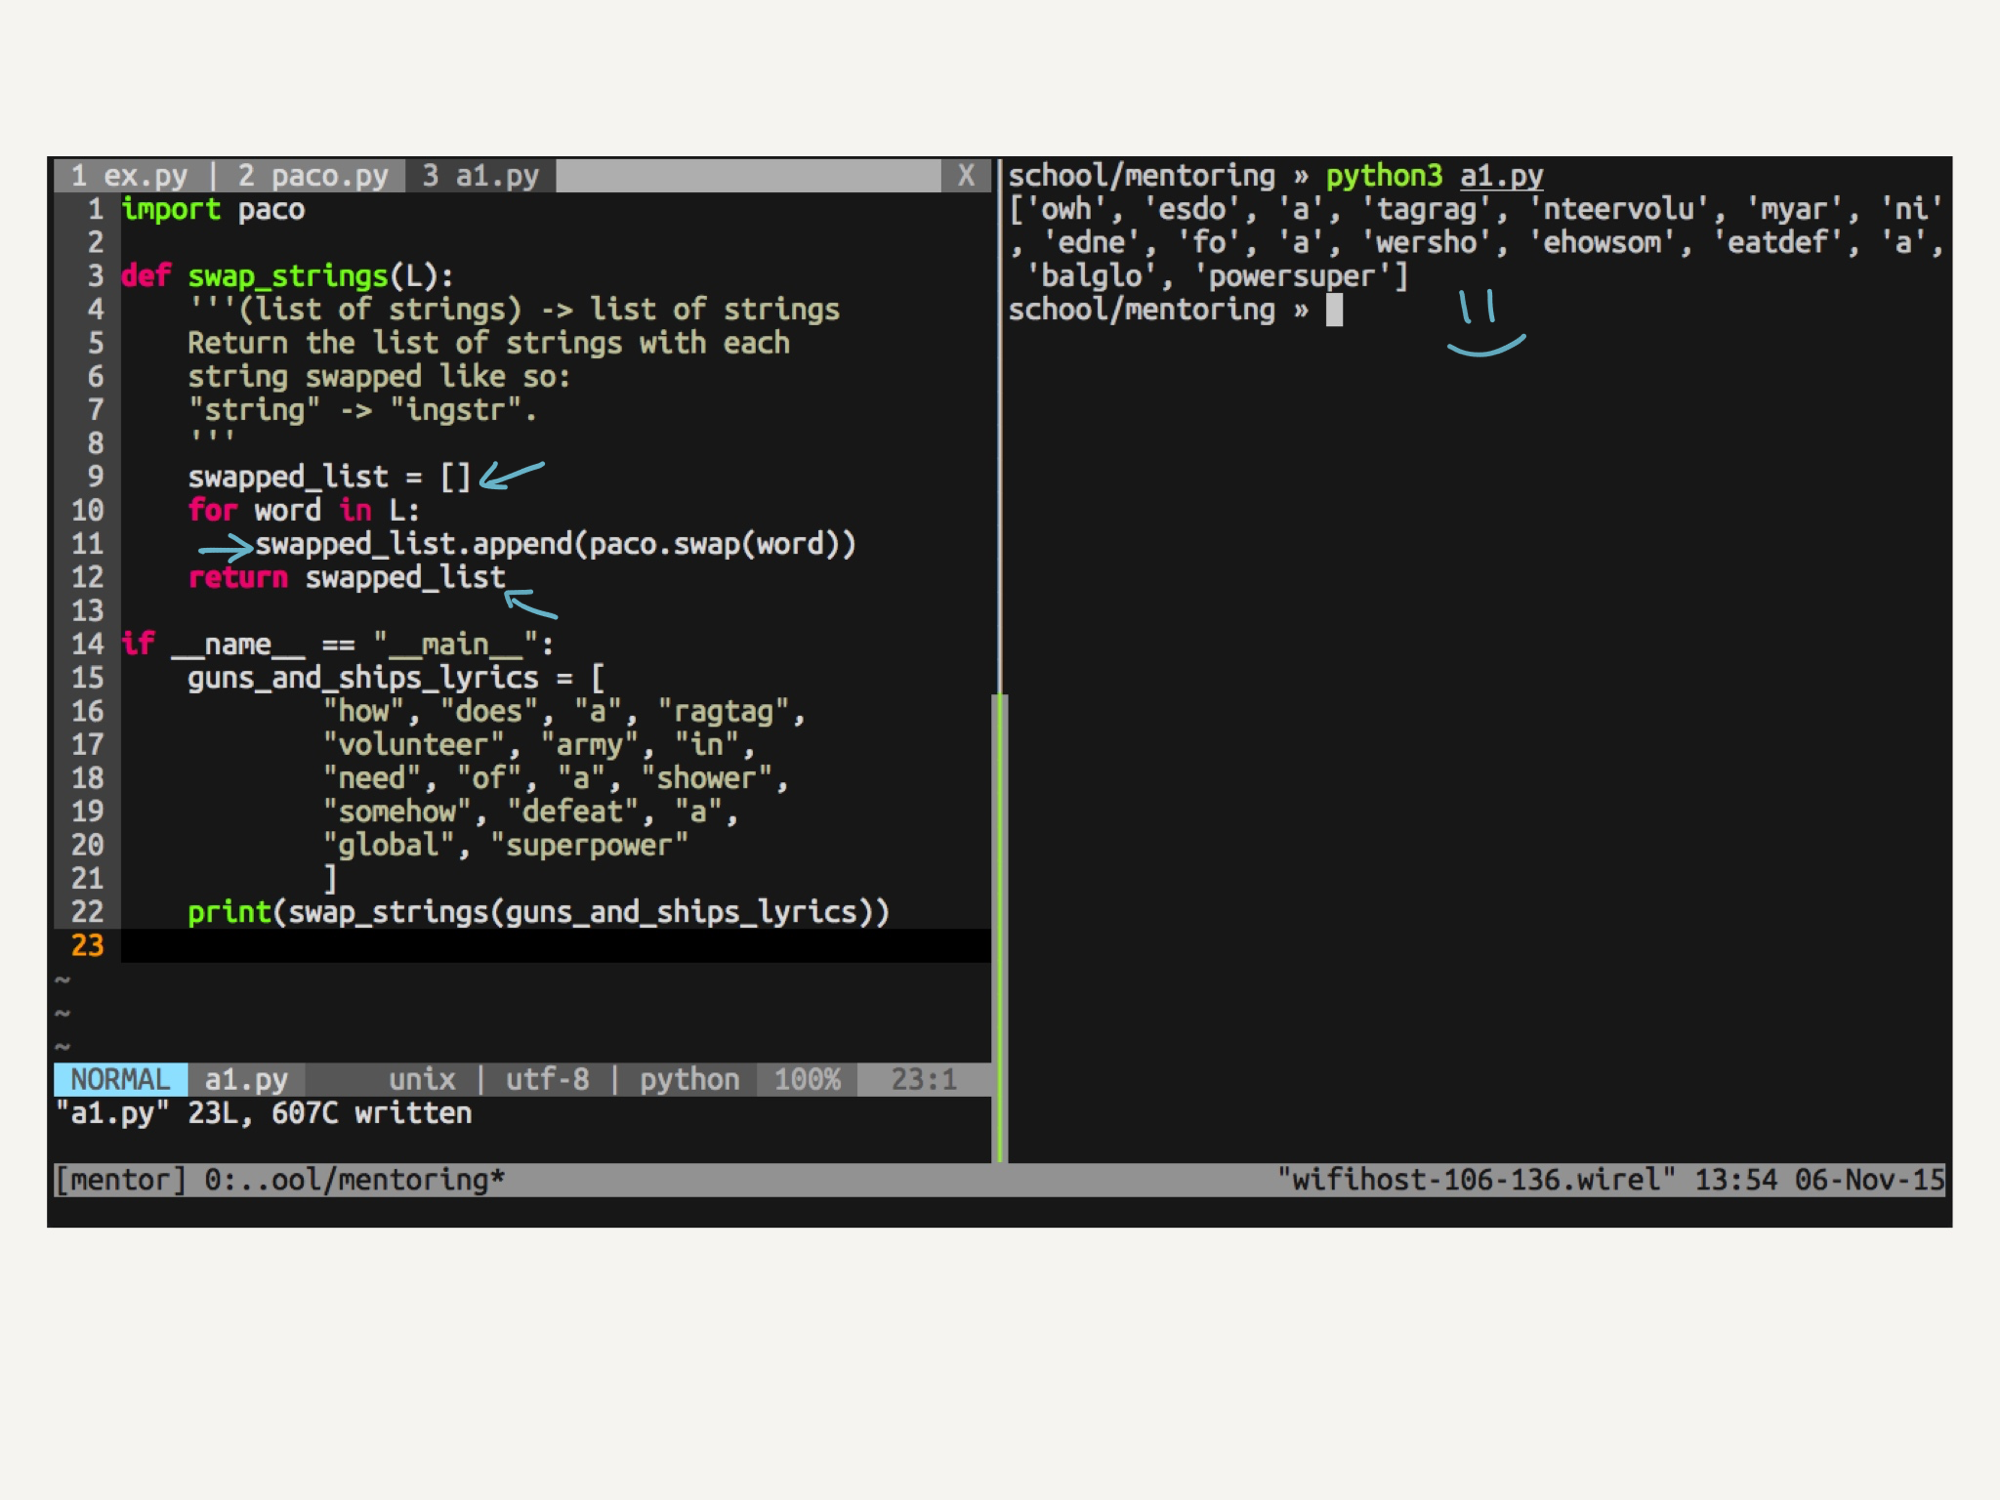 1 ex.py | 2 paco.py 3 a1.py X
1 import paco
2
3 def swap_strings(L):
4 '''(list of strings) -> list of strings
5 Return the list of strings with each
6 string swapped like so:
7 "string" -> "ingstr".
8 '''
9 swapped_list = []
10 for word in L:
11 swapped_list.append(paco.swap(word))
12 return swapped_list
13
14 if __name__ == "__main__":
15 guns_and_ships_lyrics = [
16 "how", "does", "a", "ragtag",
17 "volunteer", "army", "in",
18 "need", "of", "a", "shower",
19 "somehow", "defeat", "a",
20 "global", "superpower"
21 ]
22 print(swap_strings(guns_and_ships_lyrics))
23
~
~
~
NORMAL a1.py unix | utf-8 | python 100% 23:1
"a1.py" 23L, 607C written
school/mentoring » python3 a1.py
['owh', 'esdo', 'a', 'tagrag', 'nteervolu', 'myar', 'ni'
, 'edne', 'fo', 'a', 'wersho', 'ehowsom', 'eatdef', 'a',
'balglo', 'powersuper']
school/mentoring »
[mentor] 0:..ool/mentoring* "wifihost-106-136.wirel" 13:54 06-Nov-15